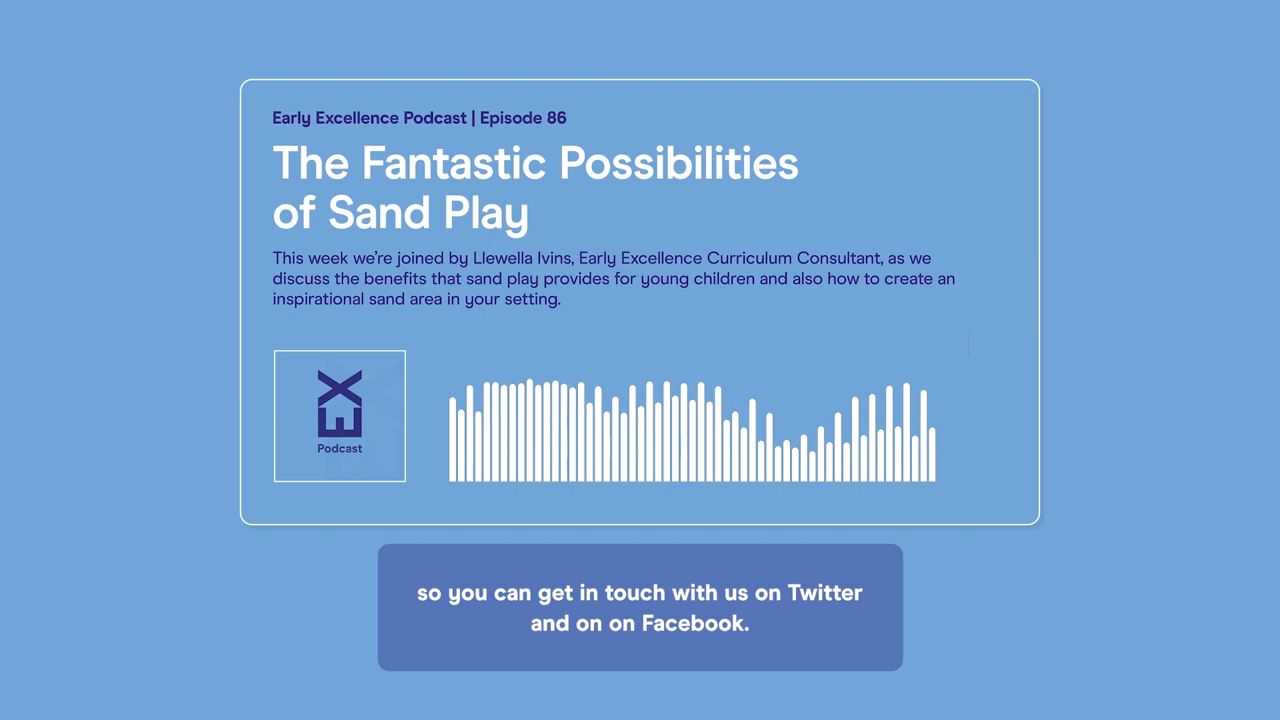 Early Excellence Podcast | Episode 86
The Fantastic Possibilities
of Sand Play
This week we're joined by Llewella Ivins, Early Excellence Curriculum Consultant, as we
discuss the benefits that sand play provides for young children and also how to create an
inspirational sand area in your setting.
EX
Podcast
so you can get in touch with us on Twitter
and on on Facebook.